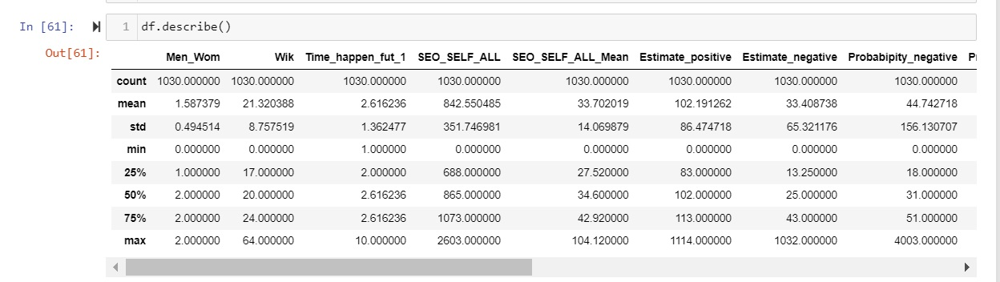 In [61]: 1 df.describe()
Out[61]:
Men_Wom Wik Time_happen_fut_1 SEO_SELF_ALL SEO_SELF_ALL_Mean Estimate_positive Estimate_negative Probabipity_negative
count 1030.000000 1030.000000 1030.000000 1030.000000 1030.000000 1030.000000 1030.000000 1030.000000
mean 1.587379 21.320388 2.616236 842.550485 33.702019 102.191262 33.408738 44.742718
std 0.494514 8.757519 1.362477 351.746981 14.069879 86.474718 65.321176 156.130707
min 0.000000 0.000000 1.000000 0.000000 0.000000 0.000000 0.000000 0.000000
25% 1.000000 17.000000 2.000000 688.000000 27.520000 83.000000 13.250000 18.000000
50% 2.000000 20.000000 2.616236 865.000000 34.600000 102.000000 25.000000 31.000000
75% 2.000000 24.000000 2.616236 1073.000000 42.920000 113.000000 43.000000 51.000000
max 2.000000 64.000000 10.000000 2603.000000 104.120000 1114.000000 1032.000000 4003.000000